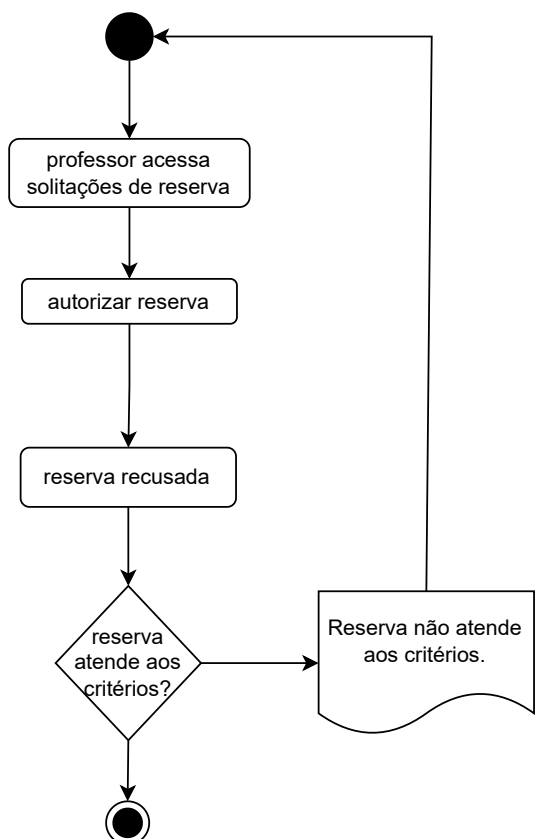 professor acessa
solitações de reserva
autorizar reserva
reserva recusada
reserva
atende aos
critérios?
Reserva não atende
aos critérios.